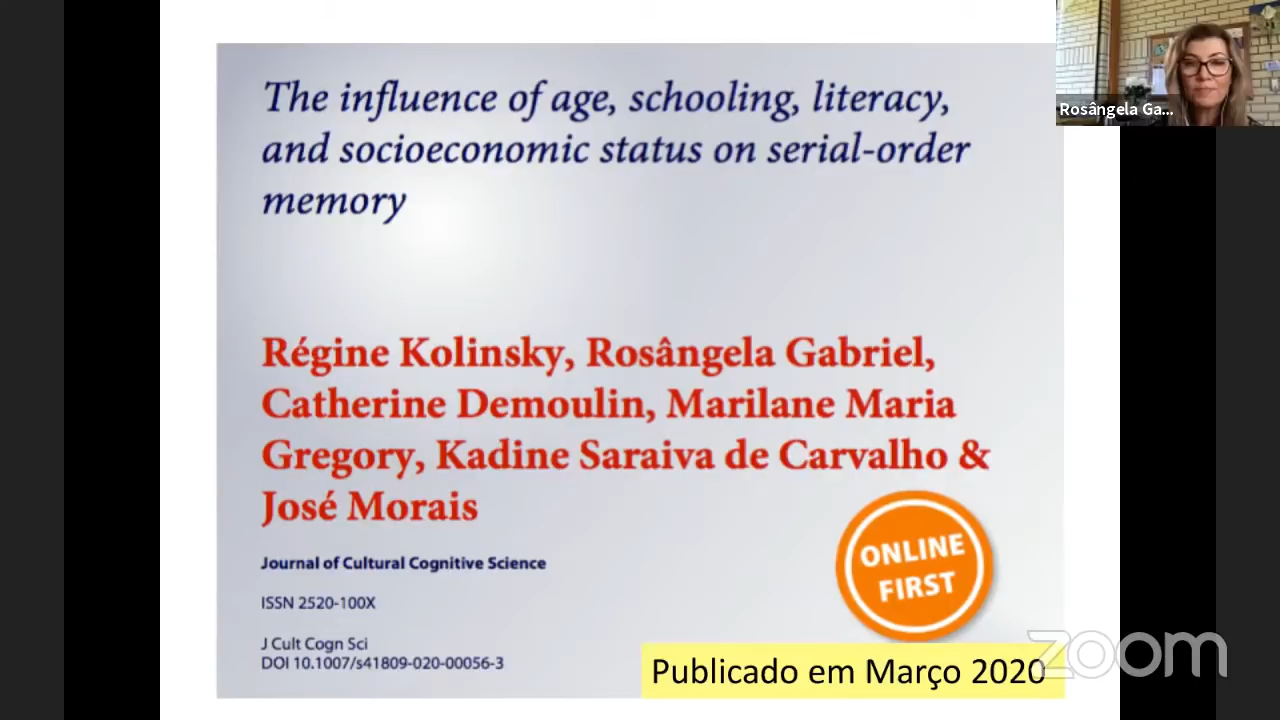 The influence of age, schooling, literacy,
and socioeconomic status on serial-order
memory
Rosângela Ga...
Régine Kolinsky, Rosângela Gabriel,
Catherine Demoulin, Marilane Maria
Gregory, Kadine Saraiva de Carvalho &
José Morais
Journal of Cultural Cognitive Science
ISSN 2520-100X
J Cult Cogn Sci
DOI 10.1007/s41809-020-00056-3
ONLINE
FIRST
Publicado em Março 2020
zoom